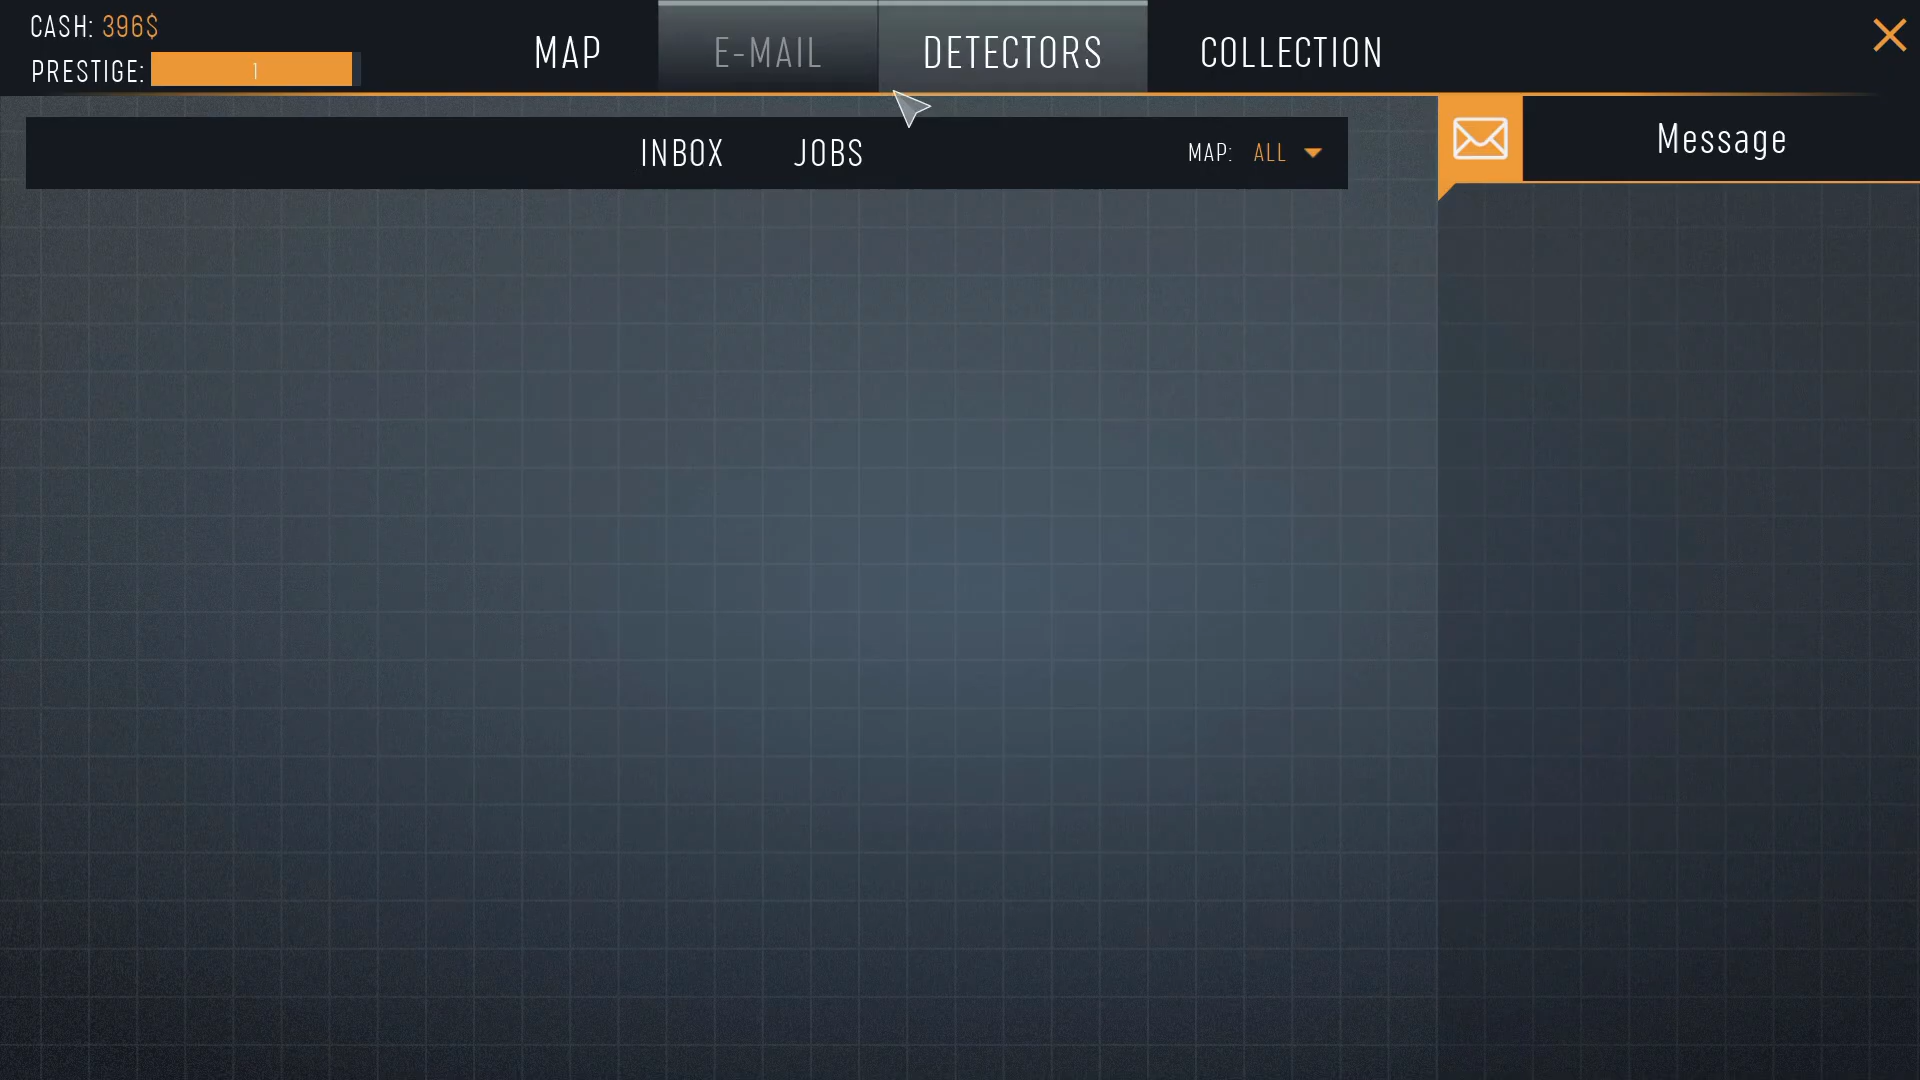 CASH: 396$
PRESTIGE: 1
MAP
E-MAIL
DETECTORS
COLLECTION
INBOX
JOBS
MAP: ALL
Message